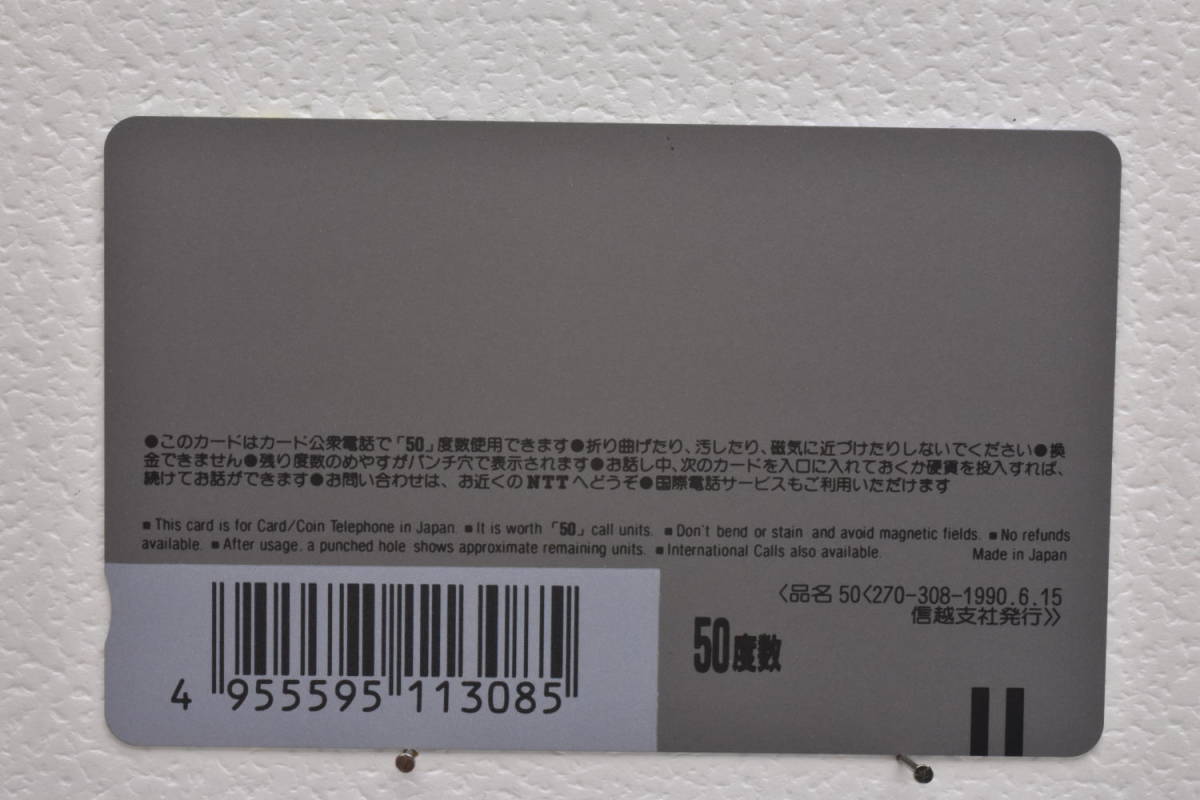 ●このカードはカード公衆電話で「50」度数使用できます●折り曲げたり、汚したり、磁気に近づけたりしないでください●換
金できません●残り度数のめやすがパンチ穴で表示されます●お話し中、次のカードを入口に入れておくか硬貨を投入すれば、
続けてお話ができます●お問い合わせは、お近くのNTTへどうぞ●国際電話サービスもご利用いただけます
■ This card is for Card/Coin Telephone in Japan. ■ It is worth 「50」 call units. ■ Don't bend or stain and avoid magnetic fields. ■ No refunds
available. ■ After usage, a punched hole shows approximate remaining units. ■ International Calls also available. Made in Japan
〈品名 50〈270-308-1990.6.15
信越支社発行〉〉
50度数
4 955595 113085